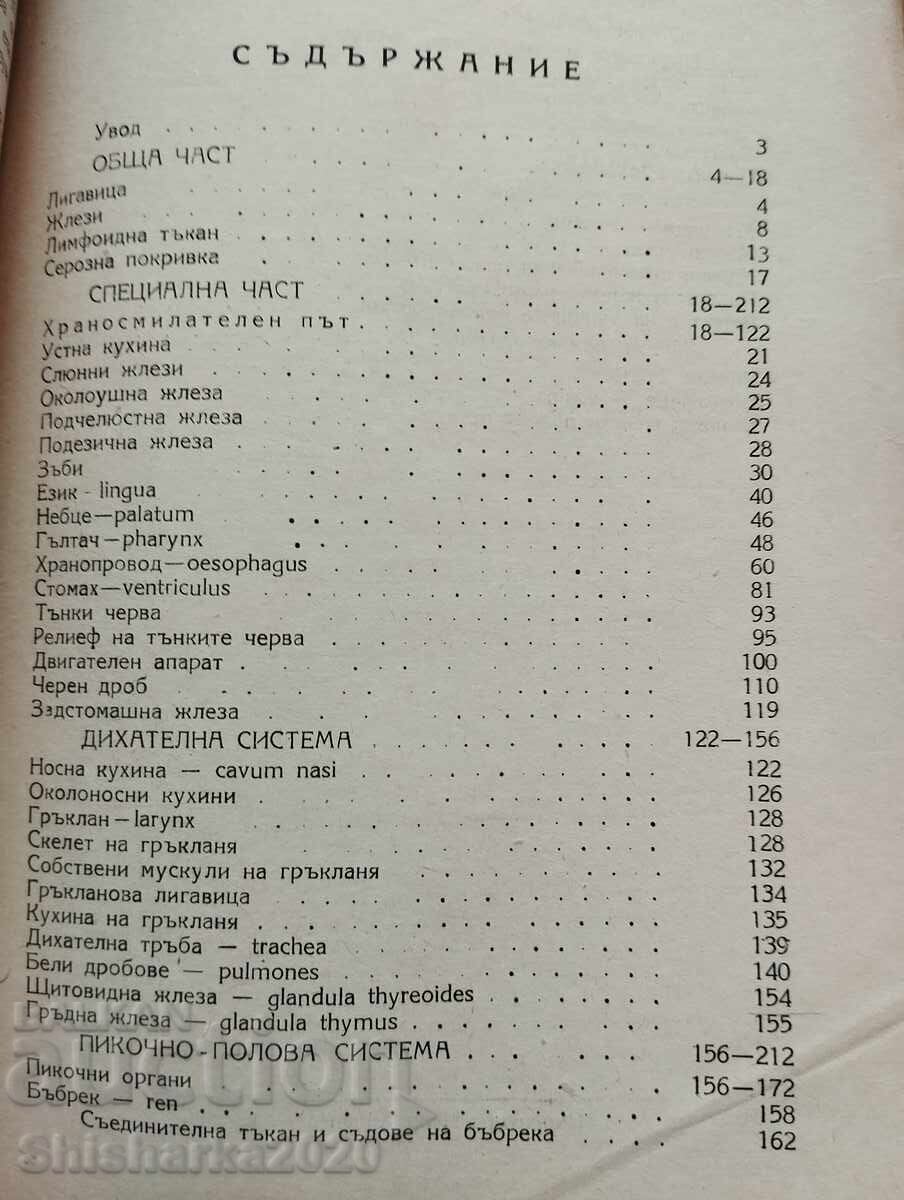 СЪДЪРЖАНИЕ
Увод . . . . . . . . . . 3
ОБЩА ЧАСТ . . . . . . . . . . 4—18
Лигавица . . . . . . . . . . 4
Жлези . . . . . . . . . . 8
Лимфоидна тъкан . . . . . . . . . . 13
Серозна покривка . . . . . . . . . . 17
СПЕЦИАЛНА ЧАСТ . . . . . . . . . . 18—212
Храносмилателен път . . . . . . . . . . 18—122
Устна кухина . . . . . . . . . . 21
Слюнни жлези . . . . . . . . . . 24
Околоушна жлеза . . . . . . . . . . 25
Подчелюстна жлеза . . . . . . . . . . 27
Подезична жлеза . . . . . . . . . . 28
Зъби . . . . . . . . . . 30
Език - lingua . . . . . . . . . . 40
Небце—palatum . . . . . . . . . . 46
Гълтач—pharynx . . . . . . . . . . 48
Хранопровод—oesophagus . . . . . . . . . . 60
Стомах—ventriculus . . . . . . . . . . 81
Тънки черва . . . . . . . . . . 93
Релиеф на тънките черва . . . . . . . . . . 95
Двигателен апарат . . . . . . . . . . 100
Черен дроб . . . . . . . . . . 110
Задстомашна жлеза . . . . . . . . . . 119
ДИХАТЕЛНА СИСТЕМА . . . . . . . . . . 122—156
Носна кухина — cavum nasi . . . . . . . . . . 122
Околоносни кухини . . . . . . . . . . 126
Гръклан—larynx . . . . . . . . . . 128
Скелет на гръкланя . . . . . . . . . . 128
Собствени мускули на гръкланя . . . . . . . . . . 132
Гръкланова лигавица . . . . . . . . . . 134
Кухина на гръкланя . . . . . . . . . . 135
Дихателна тръба — trachea . . . . . . . . . . 139
Бели дробове — pulmones . . . . . . . . . . 140
Щитовидна жлеза — glandula thyreoides . . . . . . . . 154
Гръдна жлеза — glandula thymus . . . . . . . . . . 155
ПИКОЧНО-ПОЛОВА СИСТЕМА . . . . . . . 156—212
Пикочни органи . . . . . . . . . . 156—172
Бъбрек — ren . . . . . . . . . . 158
Съединителна тъкан и съдове на бъбрека . . . . 162
Shisharka2020